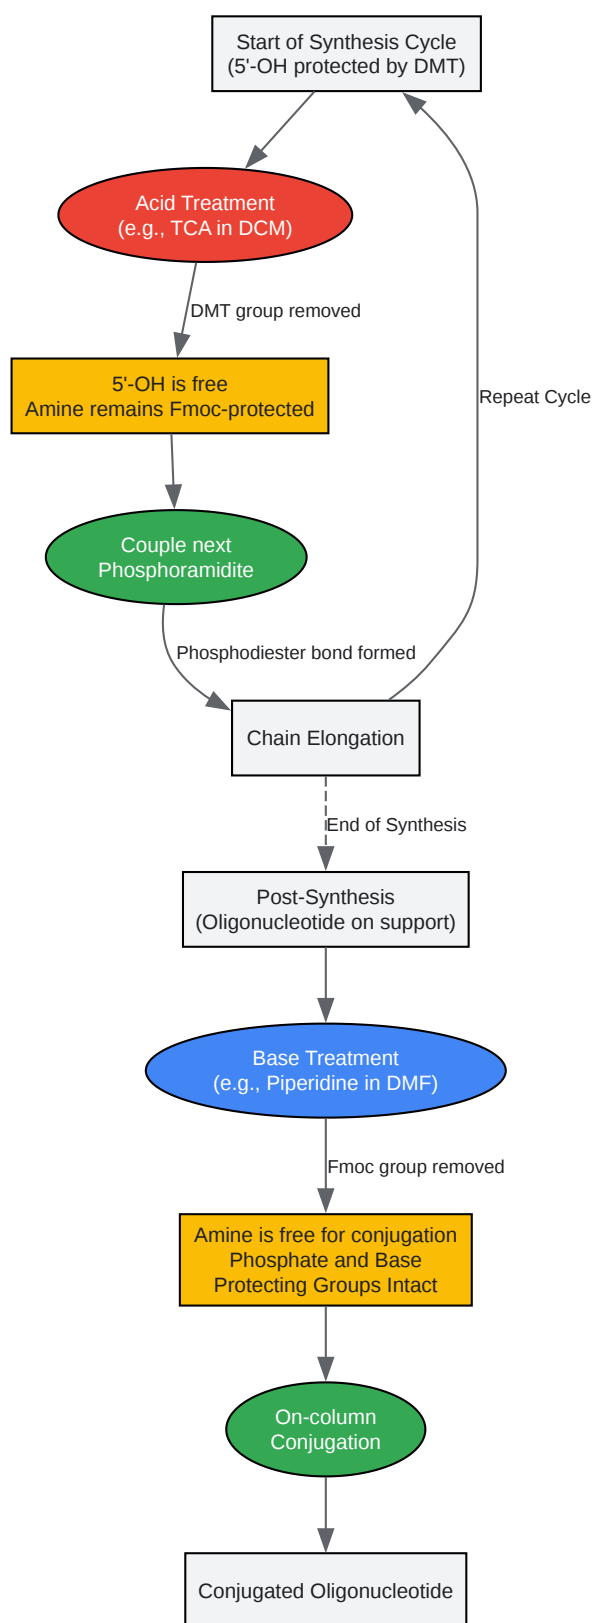 Start of Synthesis Cycle
(5'-OH protected by DMT)
Acid Treatment
(e.g., TCA in DCM)
DMT group removed
5'-OH is free
Amine remains Fmoc-protected
Repeat Cycle
Couple next
Phosphoramidite
Phosphodiester bond formed
Chain Elongation
End of Synthesis
Post-Synthesis
(Oligonucleotide on support)
Base Treatment
(e.g., Piperidine in DMF)
Fmoc group removed
Amine is free for conjugation
Phosphate and Base
Protecting Groups Intact
On-column
Conjugation
Conjugated Oligonucleotide